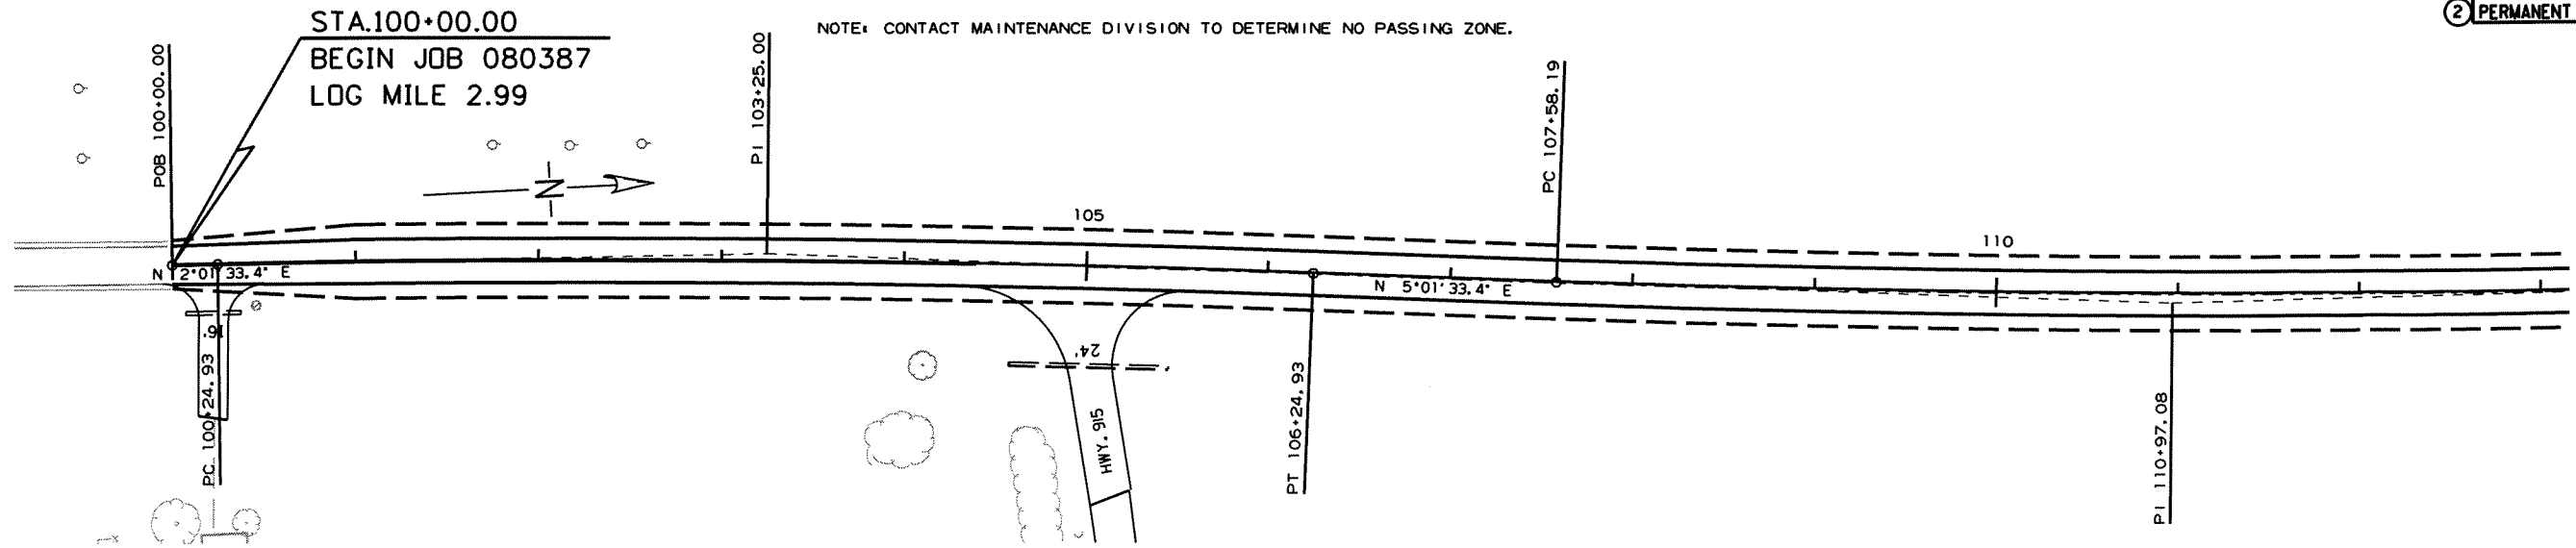 STA.100+00.00
BEGIN JOB 080387
LOG MILE 2.99
NOTE: CONTACT MAINTENANCE DIVISION TO DETERMINE NO PASSING ZONE.
2 PERMANENT
POB 100+00.00
PI 103+25.00
PC 107+58.19
N
105
110
N 2°01'33.4" E
N 5°01'33.4" E
16'
24'
PC 100+24.93
HWY. 915
PT 106+24.93
PI 110+97.08